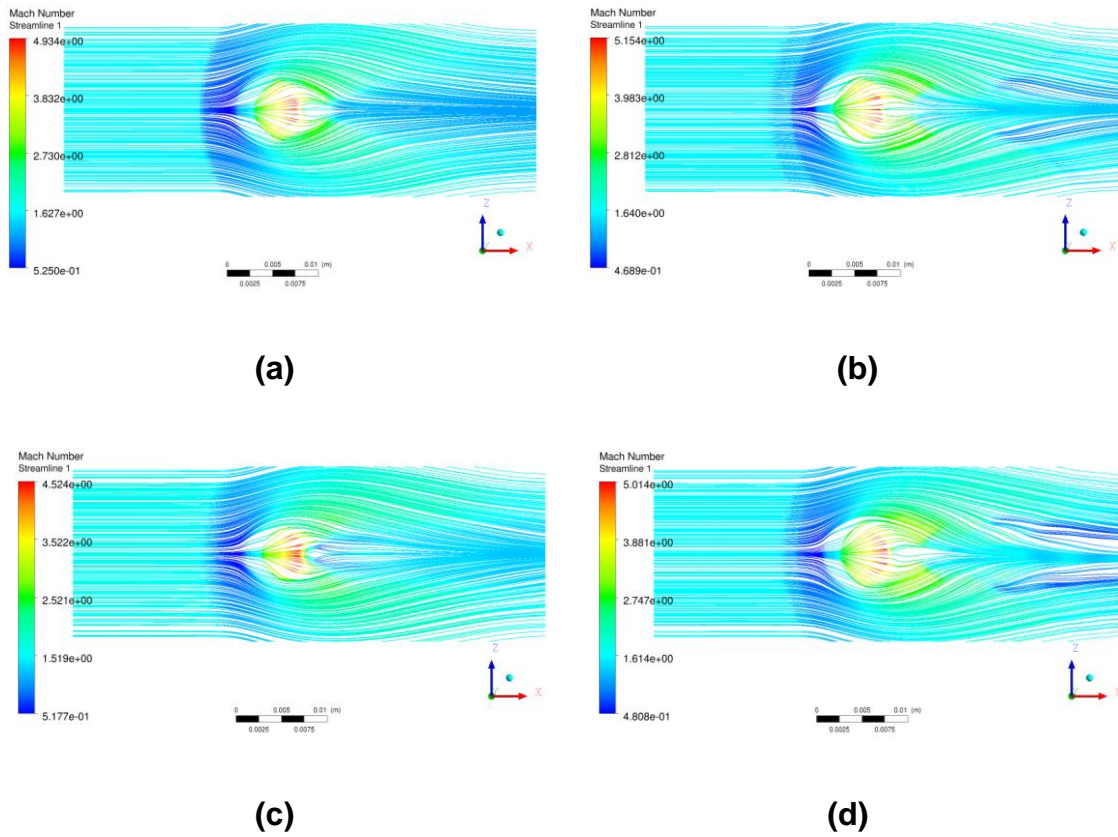 Mach Number
Streamline 1
4.934e+00
3.832e+00
2.730e+00
1.627e+00
5.250e-01
Z
Y
X
0 0.005 0.01 (m)
0.0025 0.0075
(a)
Mach Number
Streamline 1
5.154e+00
3.983e+00
2.812e+00
1.640e+00
4.689e-01
Z
Y
X
0 0.005 0.01 (m)
0.0025 0.0075
(b)
Mach Number
Streamline 1
4.524e+00
3.522e+00
2.521e+00
1.519e+00
5.177e-01
Z
Y
X
0 0.005 0.01 (m)
0.0025 0.0075
(c)
Mach Number
Streamline 1
5.014e+00
3.881e+00
2.747e+00
1.614e+00
4.808e-01
Z
Y
X
0 0.005 0.01 (m)
0.0025 0.0075
(d)